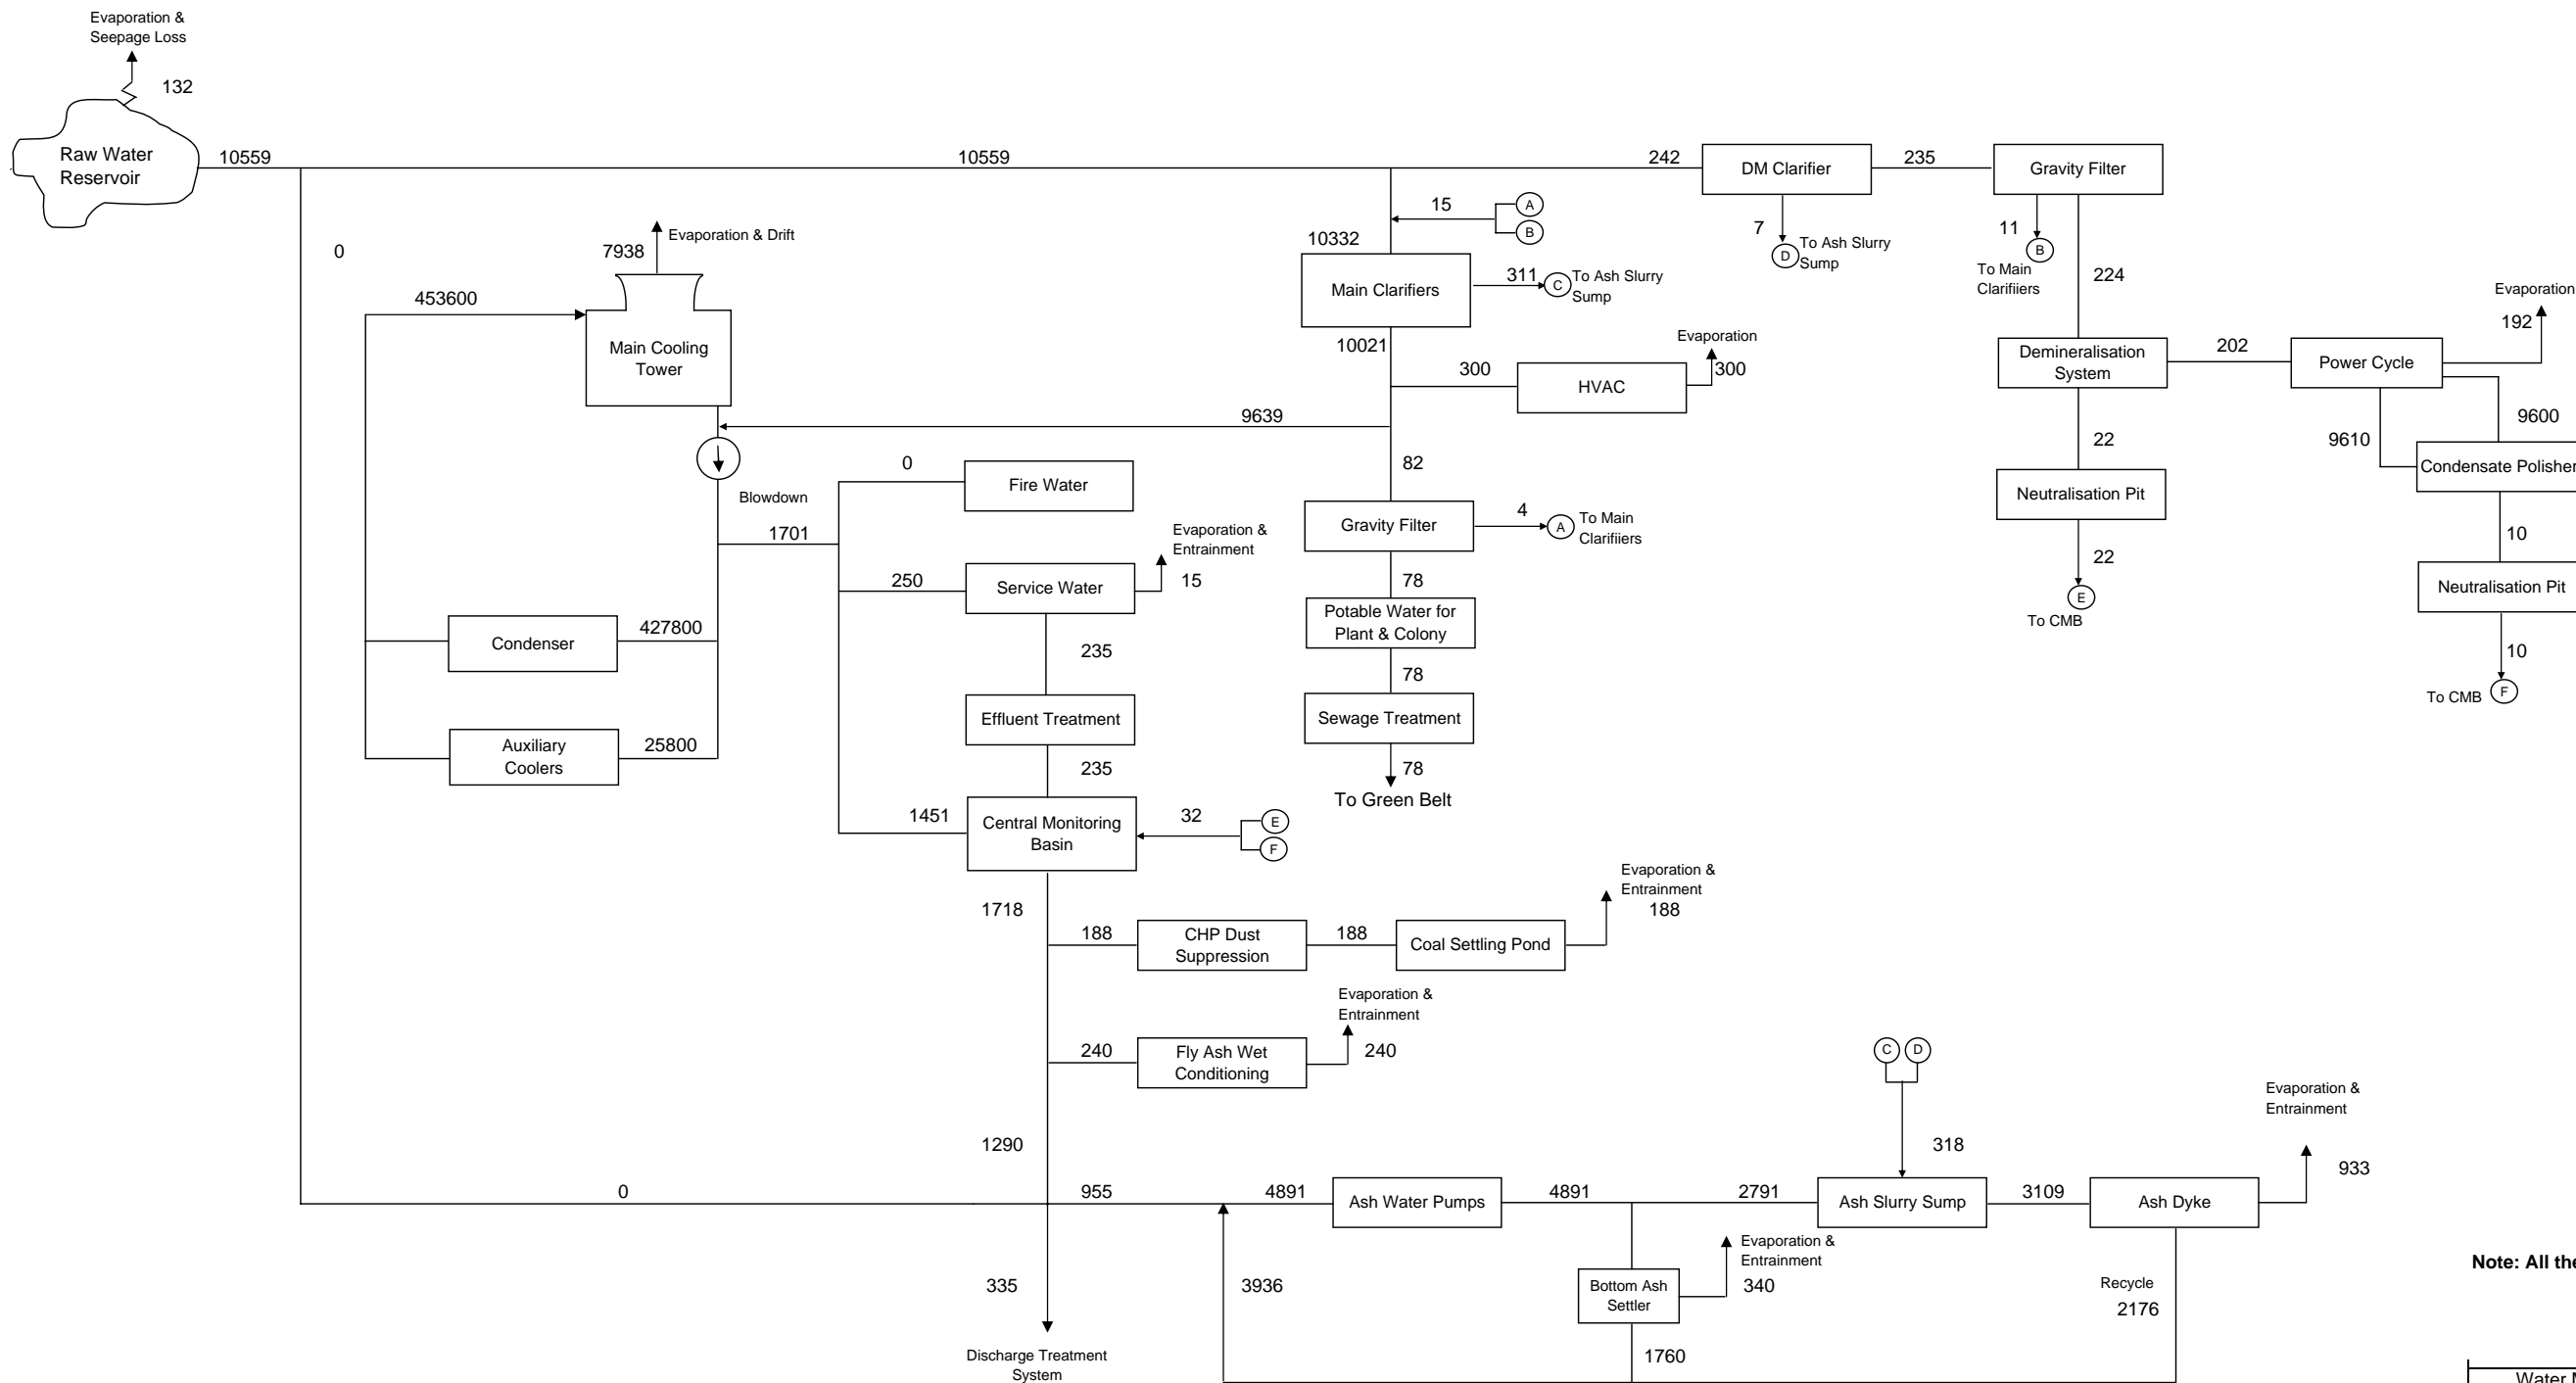 Evaporation &
Seepage Loss
132
Raw Water
Reservoir
10559
10559
242
DM Clarifier
235
Gravity Filter
15
A
B
7
D
To Ash Slurry
Sump
11
B
To Main
Clarifiiers
224
0
7938
Evaporation & Drift
10332
Main Clarifiers
311
C
To Ash Slurry
Sump
453600
Main Cooling
Tower
10021
300
HVAC
Evaporation
300
Demineralisation
System
202
Power Cycle
Evaporation
192
9639
9600
9610
Condensate Polisher
22
Neutralisation Pit
22
E
To CMB
10
Neutralisation Pit
10
To CMB
F
Blowdown
1701
0
Fire Water
82
Gravity Filter
4
A
To Main
Clarifiiers
250
Service Water
Evaporation &
Entrainment
15
78
Potable Water for
Plant & Colony
78
Sewage Treatment
78
To Green Belt
Condenser
427800
235
Effluent Treatment
235
Auxiliary
Coolers
25800
1451
Central Monitoring
Basin
32
E
F
1718
188
CHP Dust
Suppression
188
Coal Settling Pond
Evaporation &
Entrainment
188
240
Fly Ash Wet
Conditioning
Evaporation &
Entrainment
240
C
D
318
Evaporation &
Entrainment
933
1290
0
955
4891
Ash Water Pumps
4891
2791
Ash Slurry Sump
3109
Ash Dyke
335
3936
Bottom Ash
Settler
Evaporation &
Entrainment
340
Recycle
2176
1760
Discharge Treatment
System
Note: All the
Water